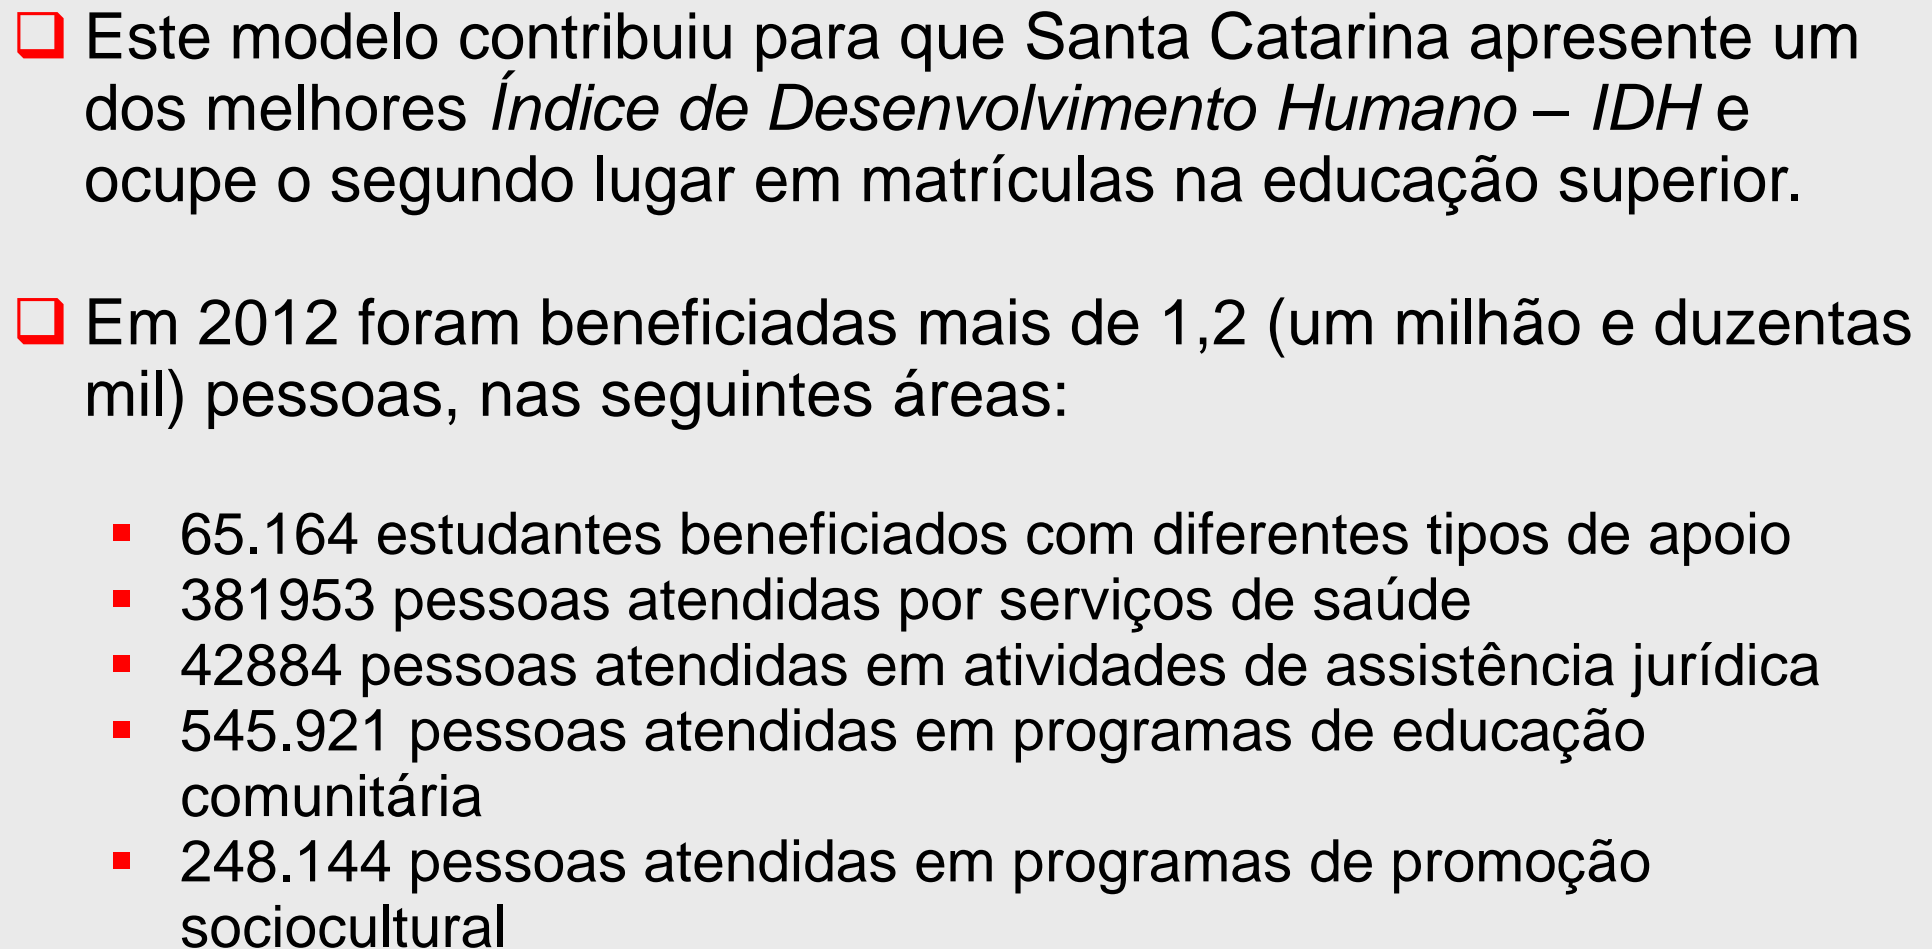 Este modelo contribuiu para que Santa Catarina apresente um
dos melhores Índice de Desenvolvimento Humano – IDH e
ocupe o segundo lugar em matrículas na educação superior.
Em 2012 foram beneficiadas mais de 1,2 (um milhão e duzentas
mil) pessoas, nas seguintes áreas:
65.164 estudantes beneficiados com diferentes tipos de apoio
381953 pessoas atendidas por serviços de saúde
42884 pessoas atendidas em atividades de assistência jurídica
545.921 pessoas atendidas em programas de educação
comunitária
248.144 pessoas atendidas em programas de promoção
sociocultural